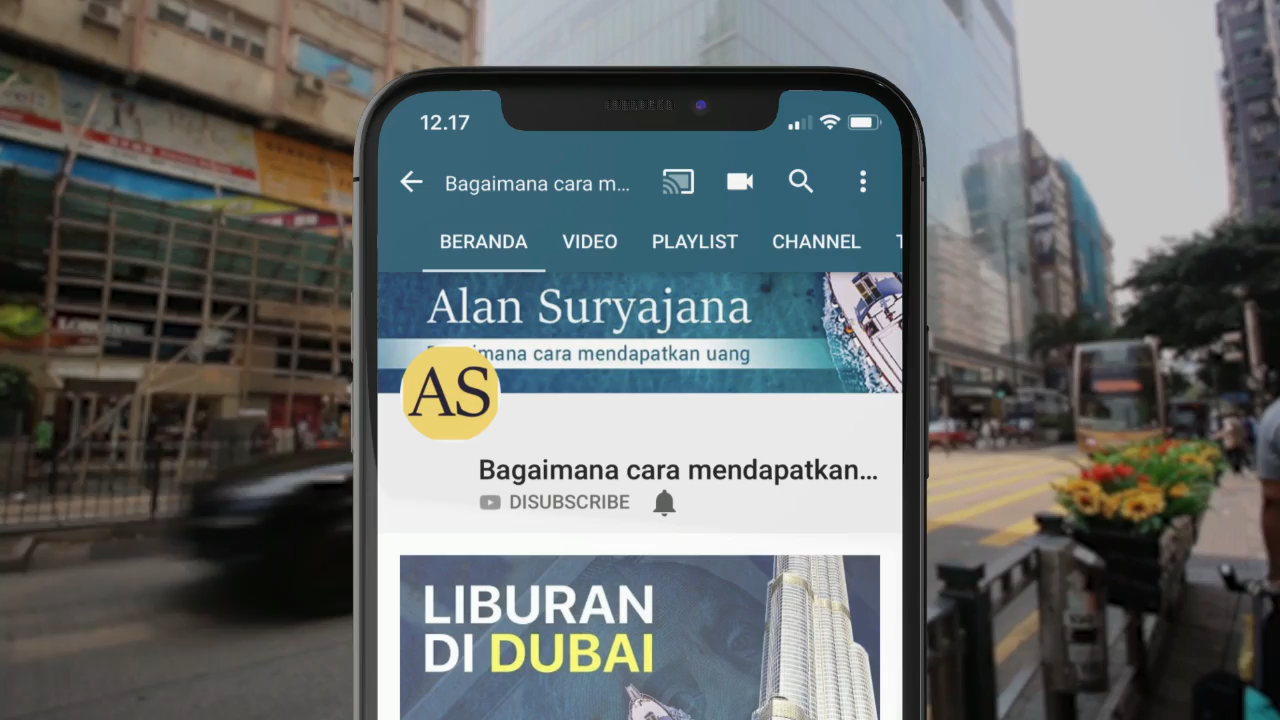 12.17
Bagaimana cara m...
BERANDA VIDEO PLAYLIST CHANNEL
Alan Suryajana
mana cara mendapatkan uang
AS
Bagaimana cara mendapatkan...
DISUBSCRIBE
LIBURAN
DI DUBAI